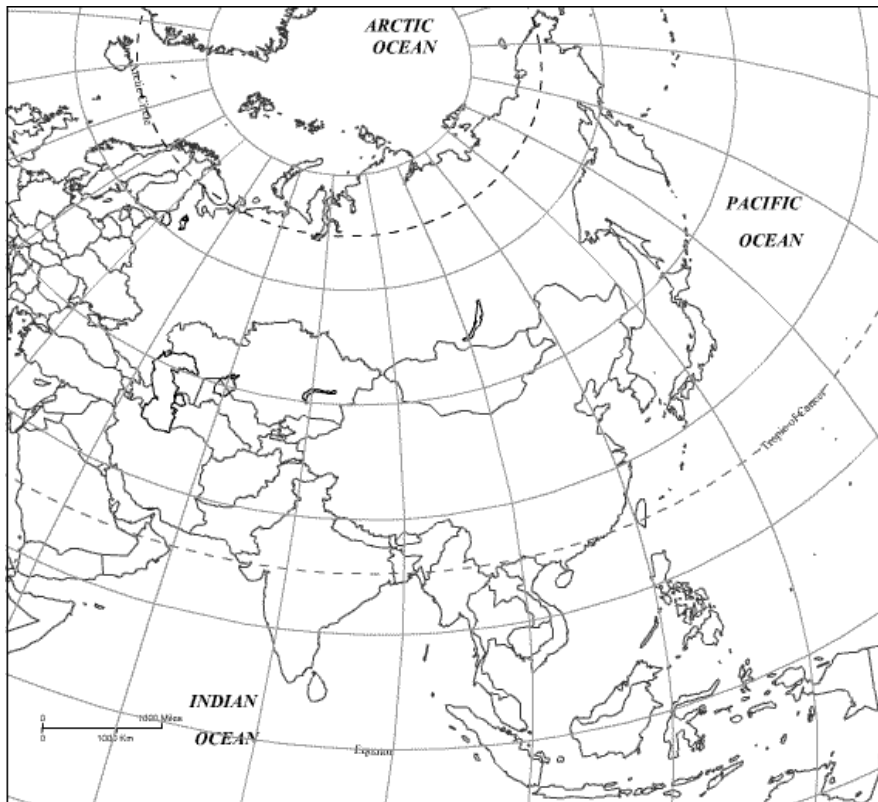 ARCTIC
OCEAN
Arctic Circle
PACIFIC
OCEAN
Tropic of Cancer
INDIAN
OCEAN
0 1000 Miles
0 1000 Km
Equator